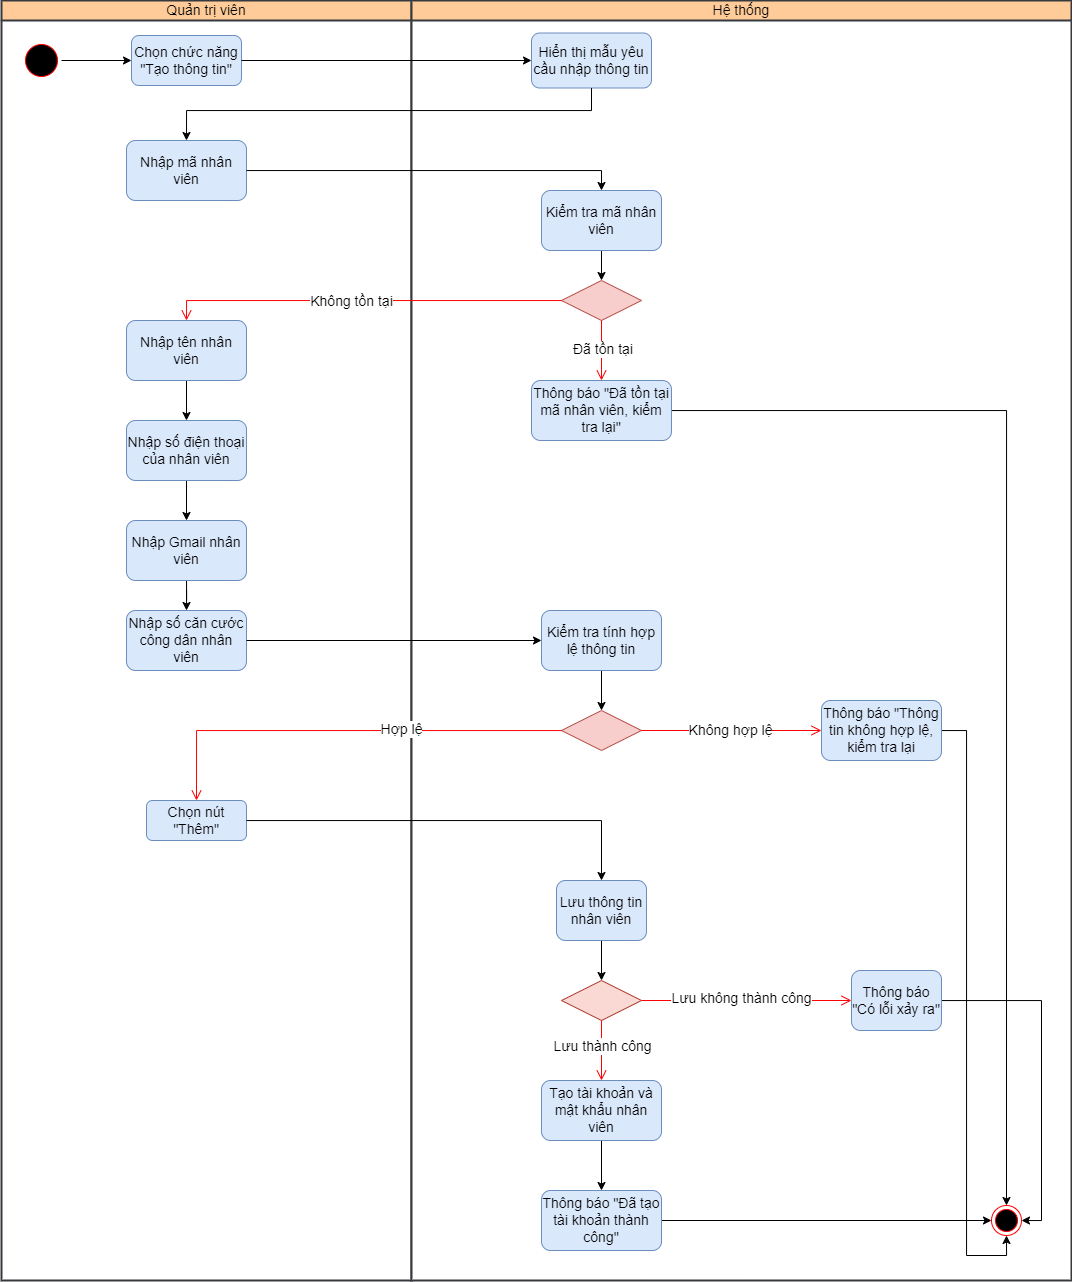 Quản trị viên
Hệ thống
Chọn chức năng
"Tạo thông tin"
Hiển thị mẫu yêu
cầu nhập thông tin
Nhập mã nhân
viên
Kiểm tra mã nhân
viên
Không tồn tại
Nhập tên nhân
viên
Đã tồn tại
Thông báo "Đã tồn tại
mã nhân viên, kiểm
tra lại"
Nhập số điện thoại
của nhân viên
Nhập Gmail nhân
viên
Nhập số căn cước
công dân nhân
viên
Kiểm tra tính hợp
lệ thông tin
Hợp lệ
Không hợp lệ
Thông báo "Thông
tin không hợp lệ,
kiểm tra lại
Chọn nút
"Thêm"
Lưu thông tin
nhân viên
Lưu không thành công
Thông báo
"Có lỗi xảy ra"
Lưu thành công
Tạo tài khoản và
mật khẩu nhân
viên
Thông báo "Đã tạo
tài khoản thành
công"